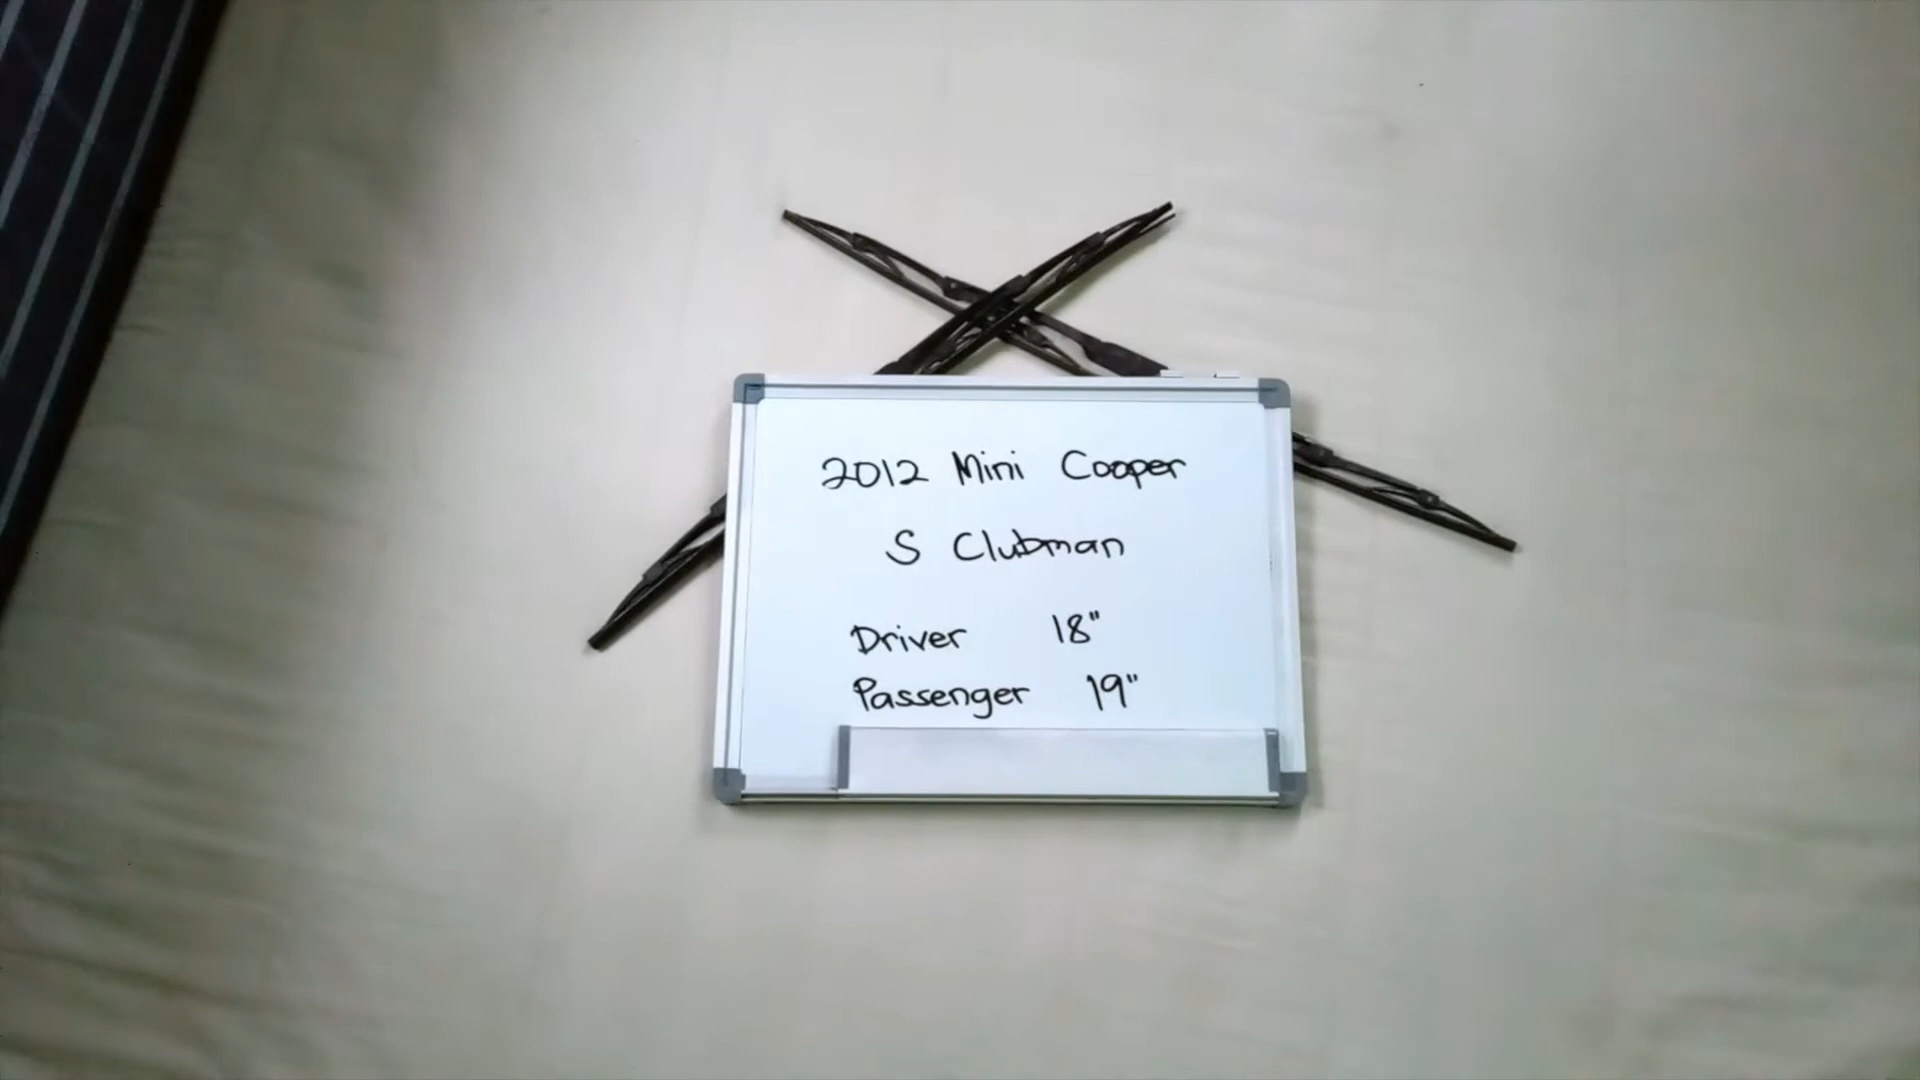 2012 Mini Cooper
S Clubman
Driver 18"
Passenger 19"